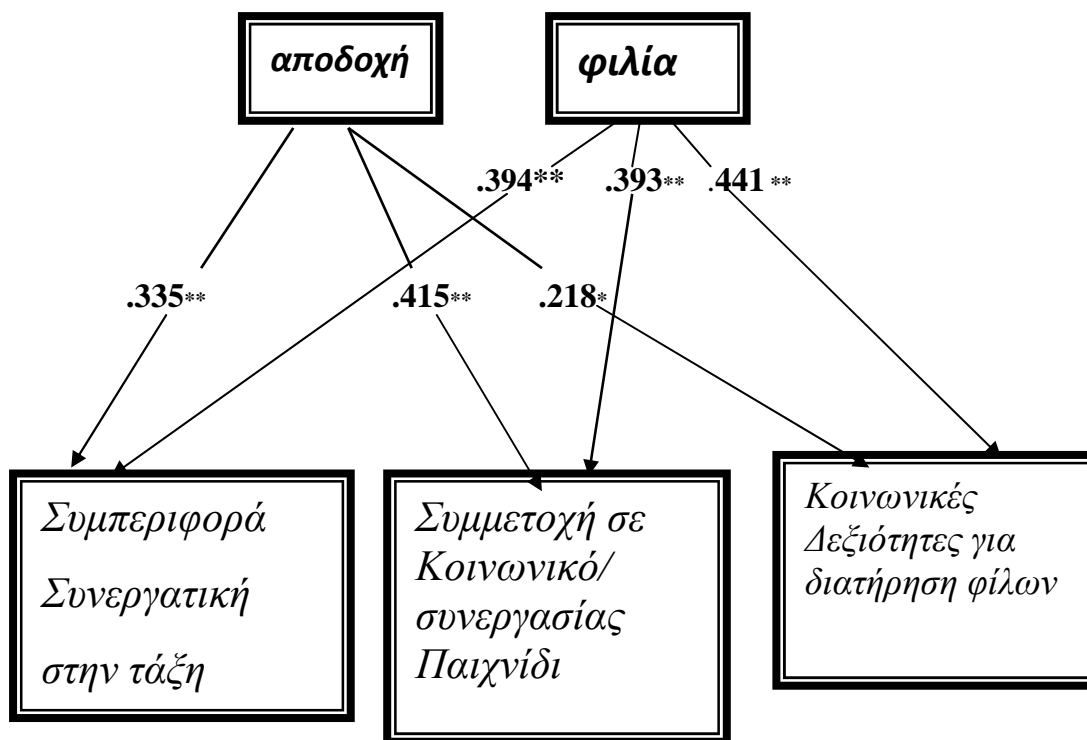 αποδοχή
φιλία
.394**
.393**
.441 **
.335**
.415**
.218*
Συμπεριφορά
Συνεργατική
στην τάξη
Συμμετοχή σε
Κοινωνικό/
συνεργασίας
Παιχνίδι
Κοινωνικές
Δεξιότητες για
διατήρηση φίλων